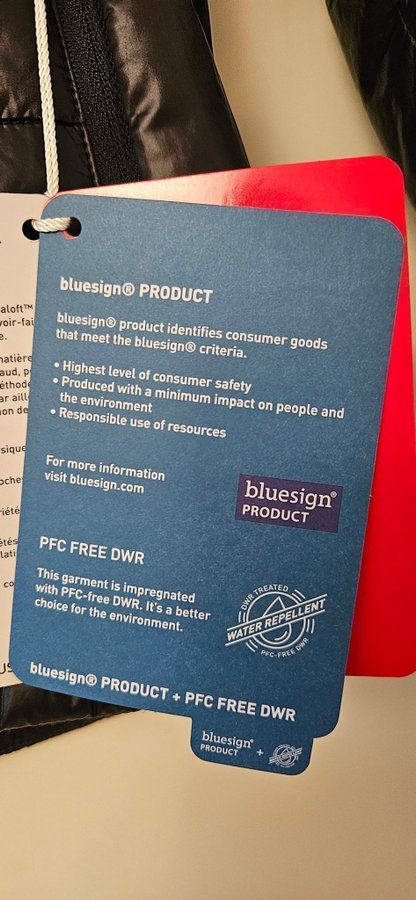 bluesign® PRODUCT
bluesign® product identifies consumer goods
that meet the bluesign® criteria.
• Highest level of consumer safety
• Produced with a minimum impact on people and
the environment
• Responsible use of resources
For more information
visit bluesign.com
bluesign®
PRODUCT
PFC FREE DWR
This garment is impregnated
with PFC-free DWR. It's a better
choice for the environment.
DWR TREATED
WATER REPELLENT
PFC-FREE DWR
bluesign® PRODUCT + PFC FREE DWR
bluesign®
PRODUCT
+